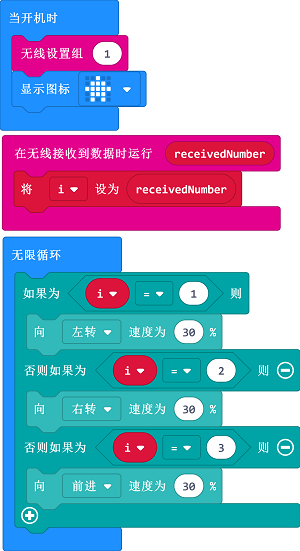 当开机时
无线设置组 1
显示图标
在无线接收到数据时运行 receivedNumber
将 i 设为 receivedNumber
无限循环
如果为 i = 1 则
向 左转 速度为 30 %
否则如果为 i = 2 则
向 右转 速度为 30 %
否则如果为 i = 3 则
向 前进 速度为 30 %